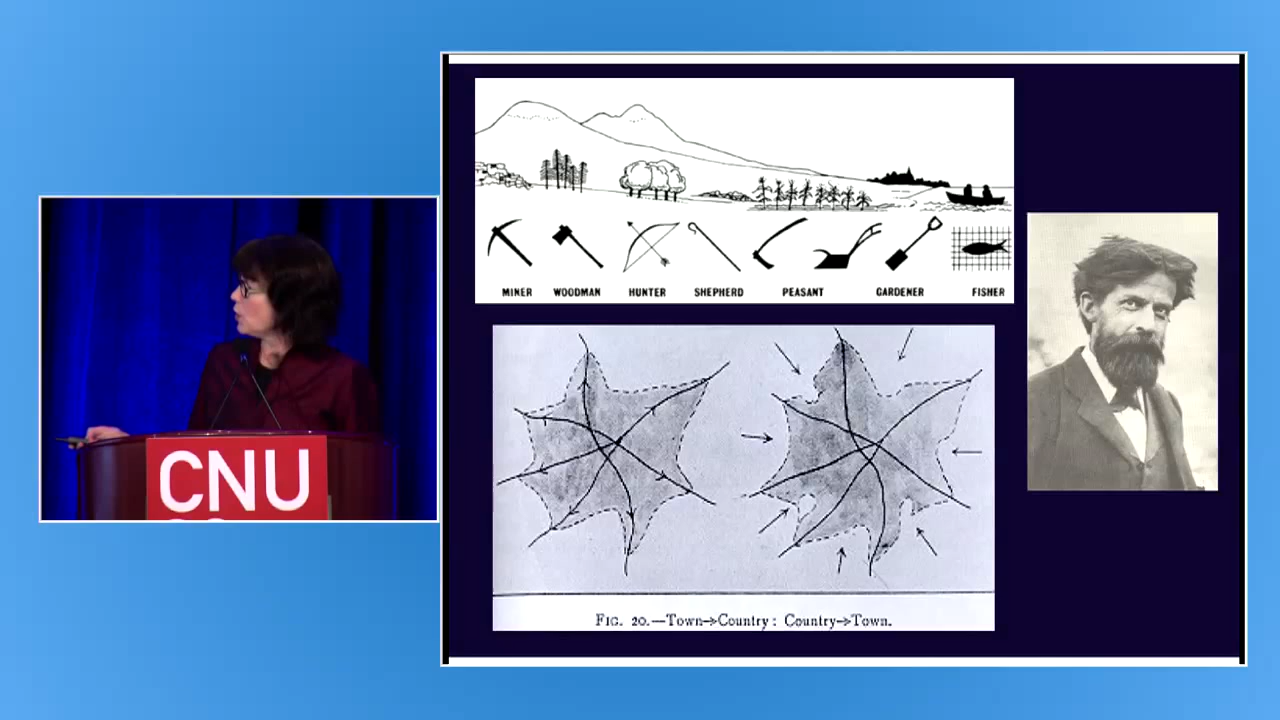 CNU
MINER WOODMAN HUNTER SHEPHERD PEASANT GARDENER FISHER
FIG. 20.—Town→Country: Country→Town.